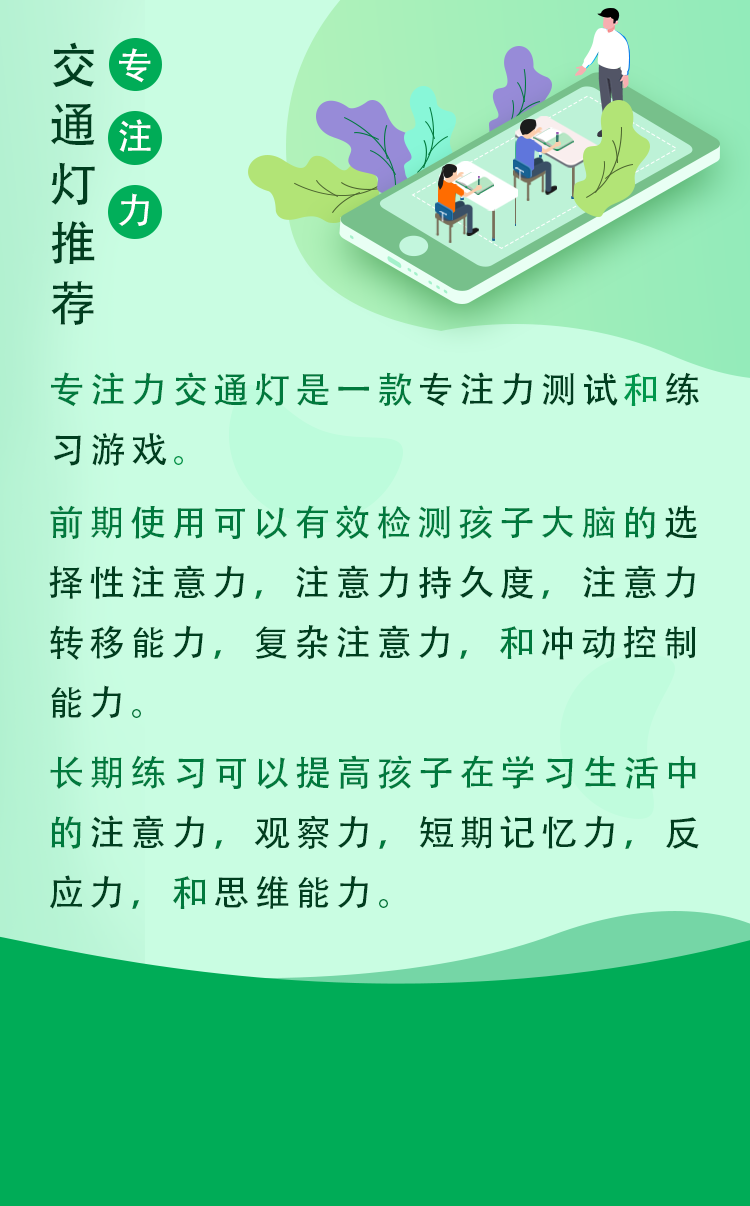 专注力
交通灯推荐
专注力交通灯是一款专注力测试和练
习游戏。
前期使用可以有效检测孩子大脑的选
择性注意力，注意力持久度，注意力
转移能力，复杂注意力，和冲动控制
能力。
长期练习可以提高孩子在学习生活中
的注意力，观察力，短期记忆力，反
应力，和思维能力。